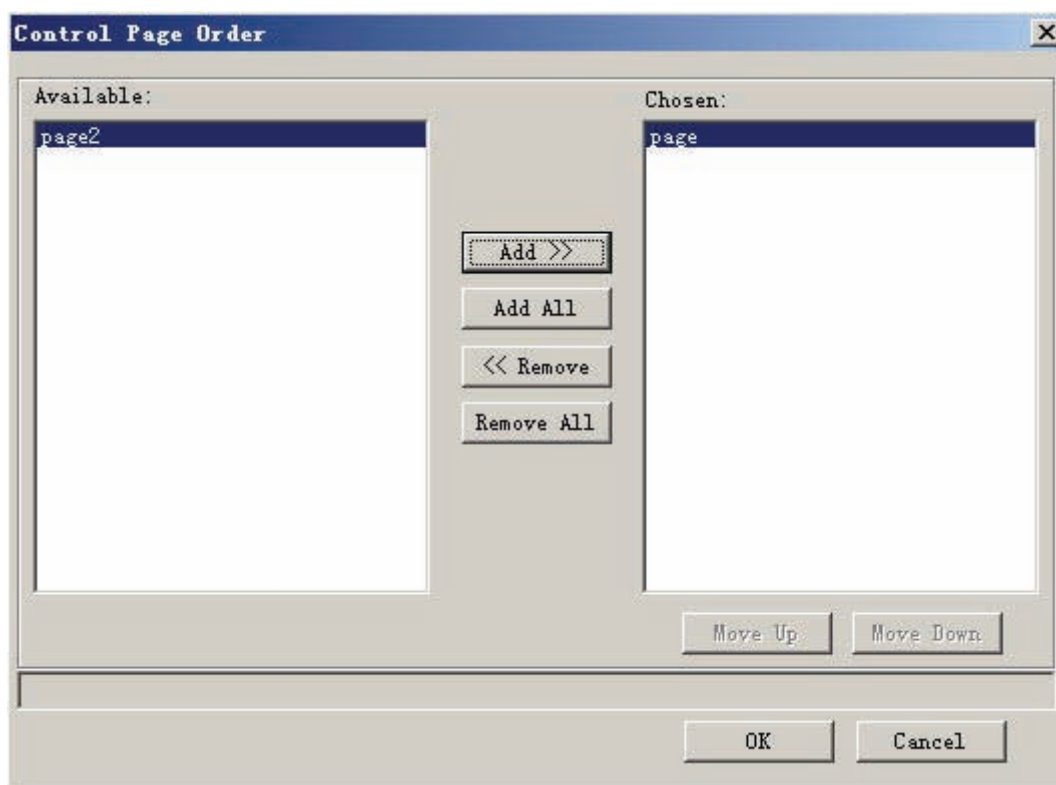 Control Page Order
Available:
Chosen:
page2
page
Add >>
Add All
<< Remove
Remove All
Move Up
Move Down
OK
Cancel